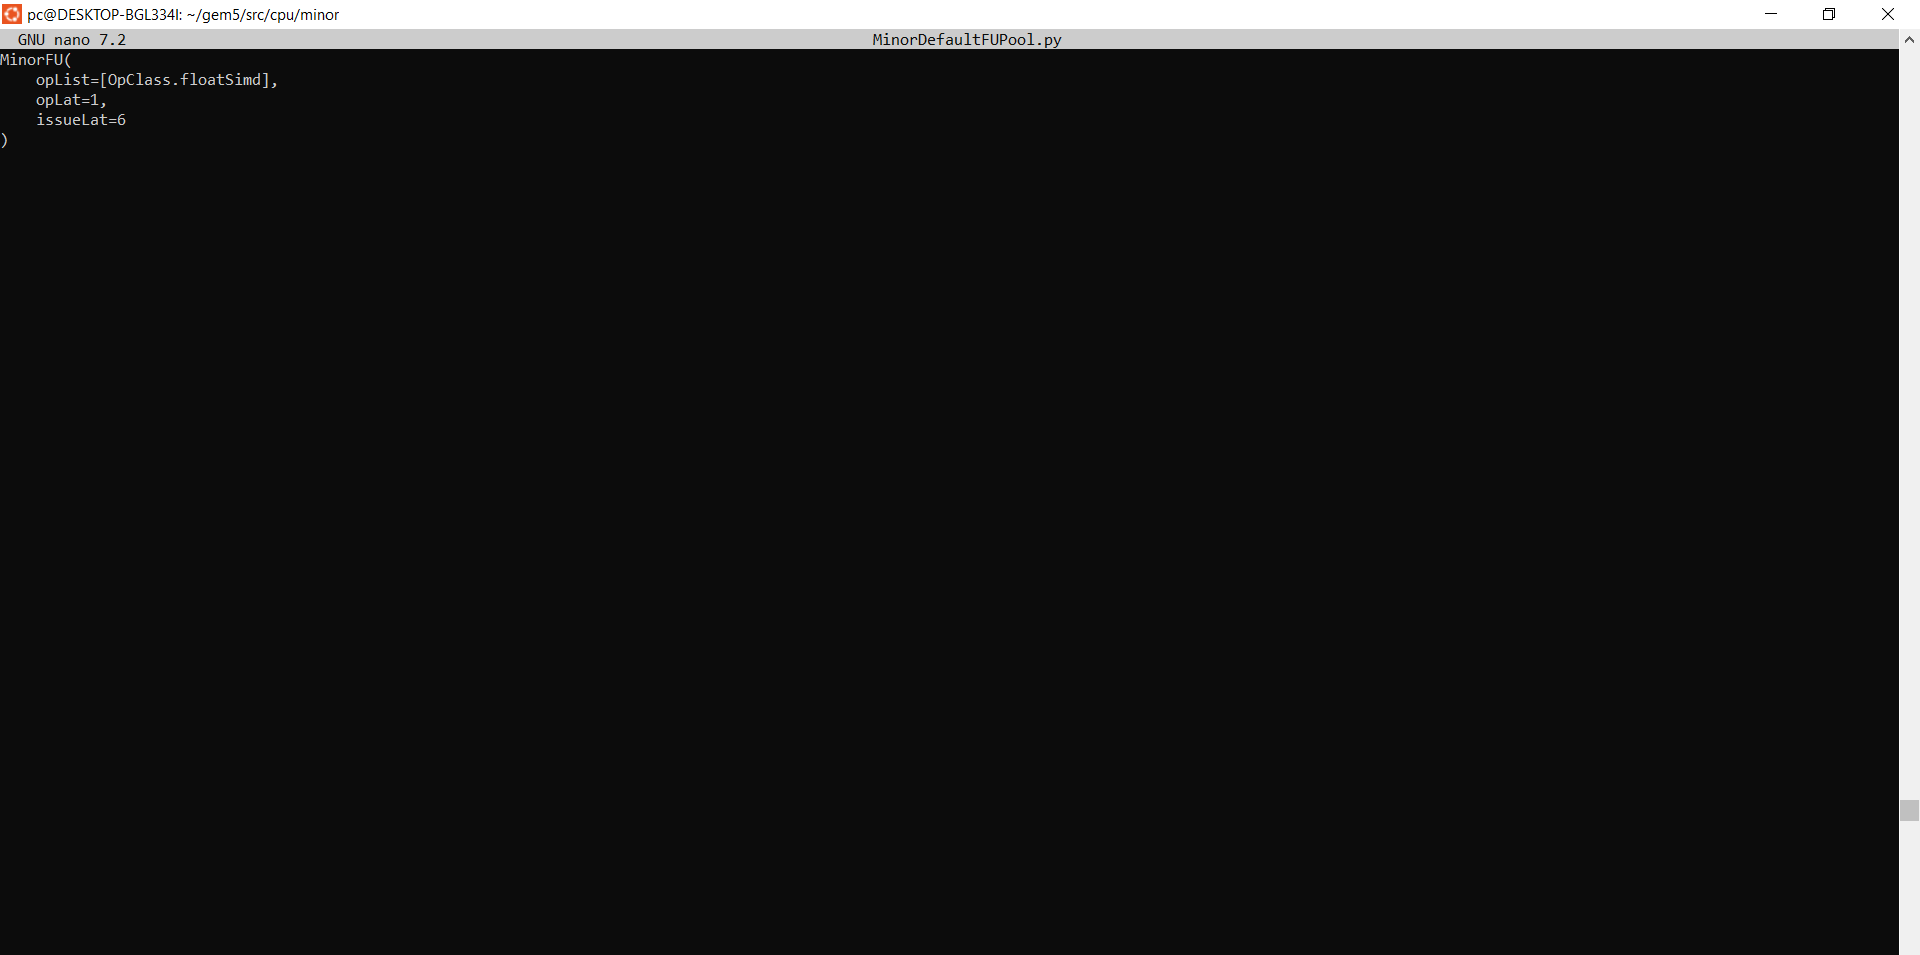 pc@DESKTOP-BGL334I: ~/gem5/src/cpu/minor
GNU nano 7.2 MinorDefaultFUPool.py
MinorFU(
    opList=[OpClass.floatSimd],
    opLat=1,
    issueLat=6
)